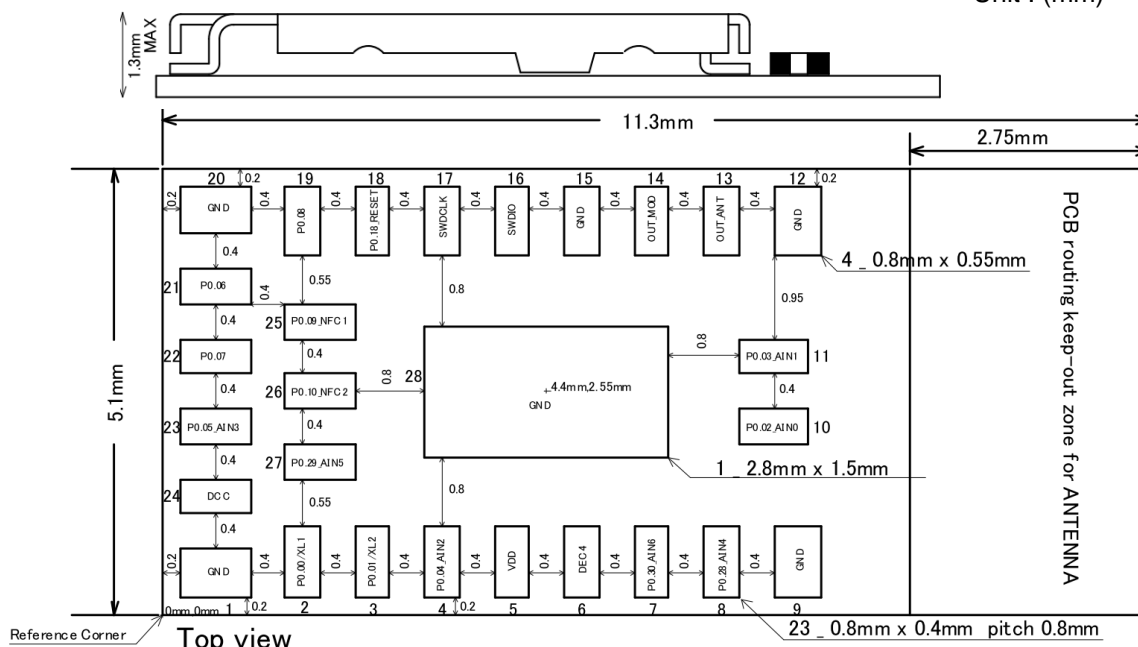 Unit : (mm)
1.3mm
MAX
11.3mm
2.75mm
20 19 18 17 16 15 14 13 12
0.2 0.2
0.2 GND 0.4 P0.08 0.4 P0.18_RESET 0.4 SWDCLK 0.4 SWDIO 0.4 GND 0.4 OUT_MOD 0.4 OUT_ANT 0.4 GND
0.4
4 _ 0.8mm x 0.55mm
21 P0.06 0.4 0.55 0.8 0.95
25 P0.09_NFC1
0.4 0.4
22 P0.07 0.8 P0.03_AIN1 11
26 P0.10_NFC2 0.8 28
0.4 4.4mm,2.55mm 0.4
GND
23 P0.05_AIN3 0.4 P0.02_AIN0 10
27 P0.29_AIN5
0.4
1 _ 2.8mm x 1.5mm
24 DCC 0.55 0.8
0.4
0.2 GND 0.4 P0.00/XL1 0.4 P0.01/XL2 0.4 P0.04_AIN2 0.4 VDD 0.4 DEC4 0.4 P0.30_AIN6 0.4 P0.28_AIN4 0.4 GND
0mm,0mm 1 0.2 2 3 4 0.2 5 6 7 8 9
5.1mm
PCB routing keep-out zone for ANTENNA
Reference Corner
Top view
23 _ 0.8mm x 0.4mm pitch 0.8mm